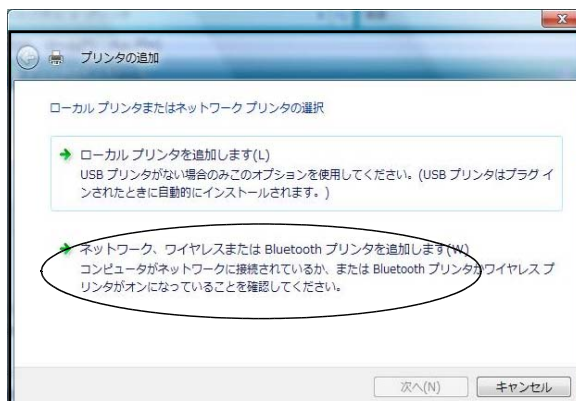 プリンタの追加
ローカル プリンタまたはネットワーク プリンタの選択
ローカル プリンタを追加します(L)
USB プリンタがない場合のみこのオプションを使用してください。(USB プリンタはプラグ イ
ンされたときに自動的にインストールされます。)
ネットワーク、ワイヤレスまたは Bluetooth プリンタを追加します(W)
コンピュータがネットワークに接続されているか、または Bluetooth プリンタかワイヤレス プ
リンタがオンになっていることを確認してください。
次へ(N)
キャンセル